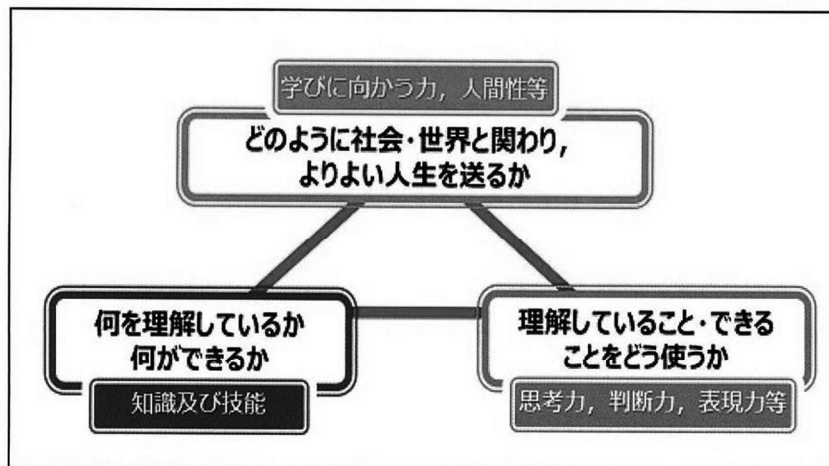 学びに向かう力，人間性等
どのように社会・世界と関わり，
よりよい人生を送るか
何を理解しているか
何ができるか
知識及び技能
理解していること・できる
ことをどう使うか
思考力，判断力，表現力等